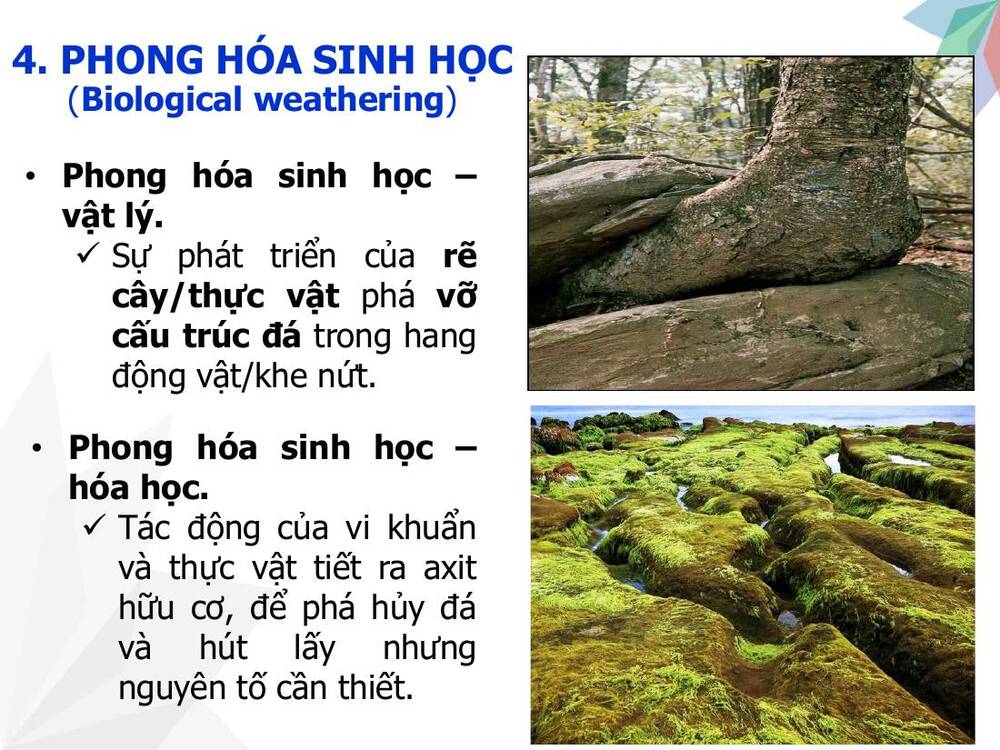 4. PHONG HÓA SINH HỌC
(Biological weathering)
• Phong hóa sinh học –
vật lý.
✓ Sự phát triển của rẽ
cây/thực vật phá vỡ
cấu trúc đá trong hang
động vật/khe nứt.
• Phong hóa sinh học –
hóa học.
✓ Tác động của vi khuẩn
và thực vật tiết ra axit
hữu cơ, để phá hủy đá
và hút lấy nhưng
nguyên tố cần thiết.